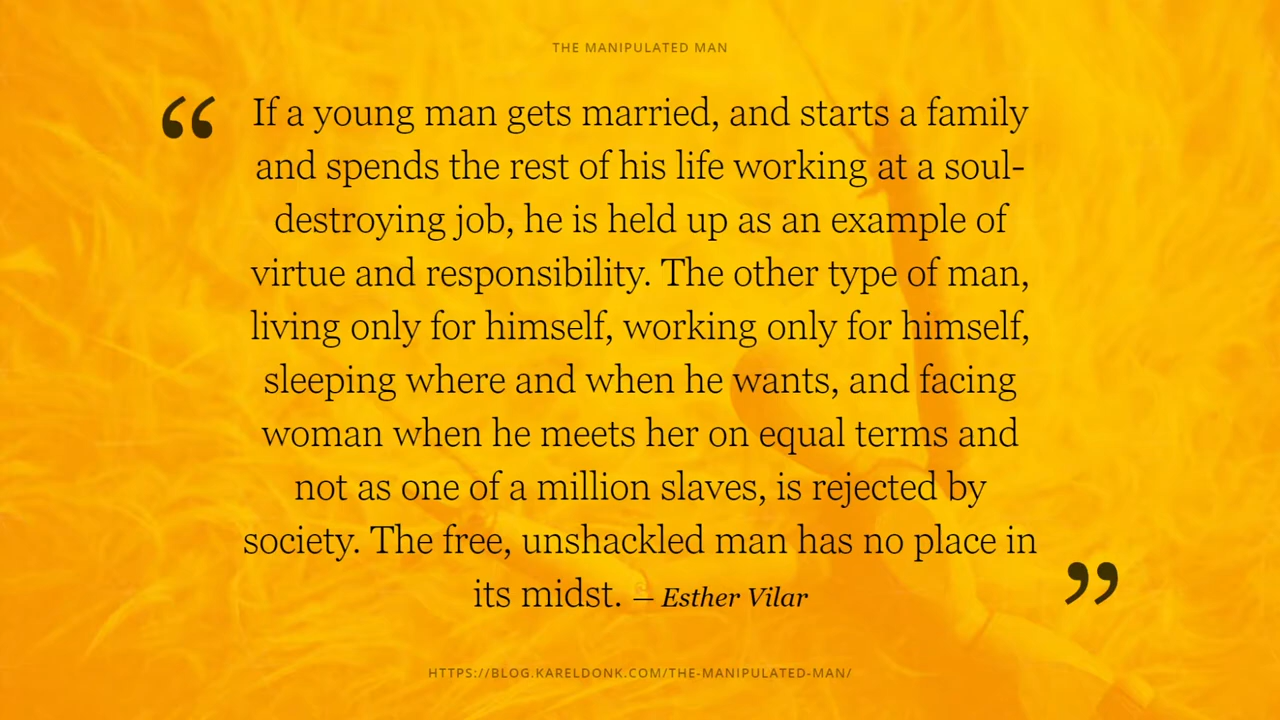 THE MANIPULATED MAN
“ If a young man gets married, and starts a family
and spends the rest of his life working at a soul-
destroying job, he is held up as an example of
virtue and responsibility. The other type of man,
living only for himself, working only for himself,
sleeping where and when he wants, and facing
woman when he meets her on equal terms and
not as one of a million slaves, is rejected by
society. The free, unshackled man has no place in
its midst. — Esther Vilar ”
HTTPS://BLOG.KARELDONK.COM/THE-MANIPULATED-MAN/